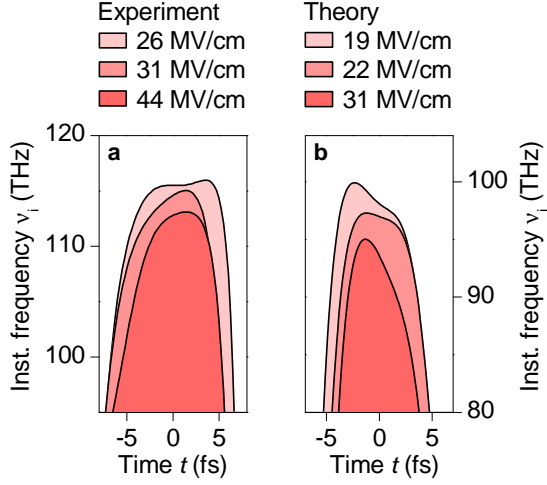 Experiment
26 MV/cm
31 MV/cm
44 MV/cm
Theory
19 MV/cm
22 MV/cm
31 MV/cm
a
120
110
100
Inst. frequency νi (THz)
-5 0 5
Time t (fs)
b
100
90
80
Inst. frequency νi (THz)
-5 0 5
Time t (fs)